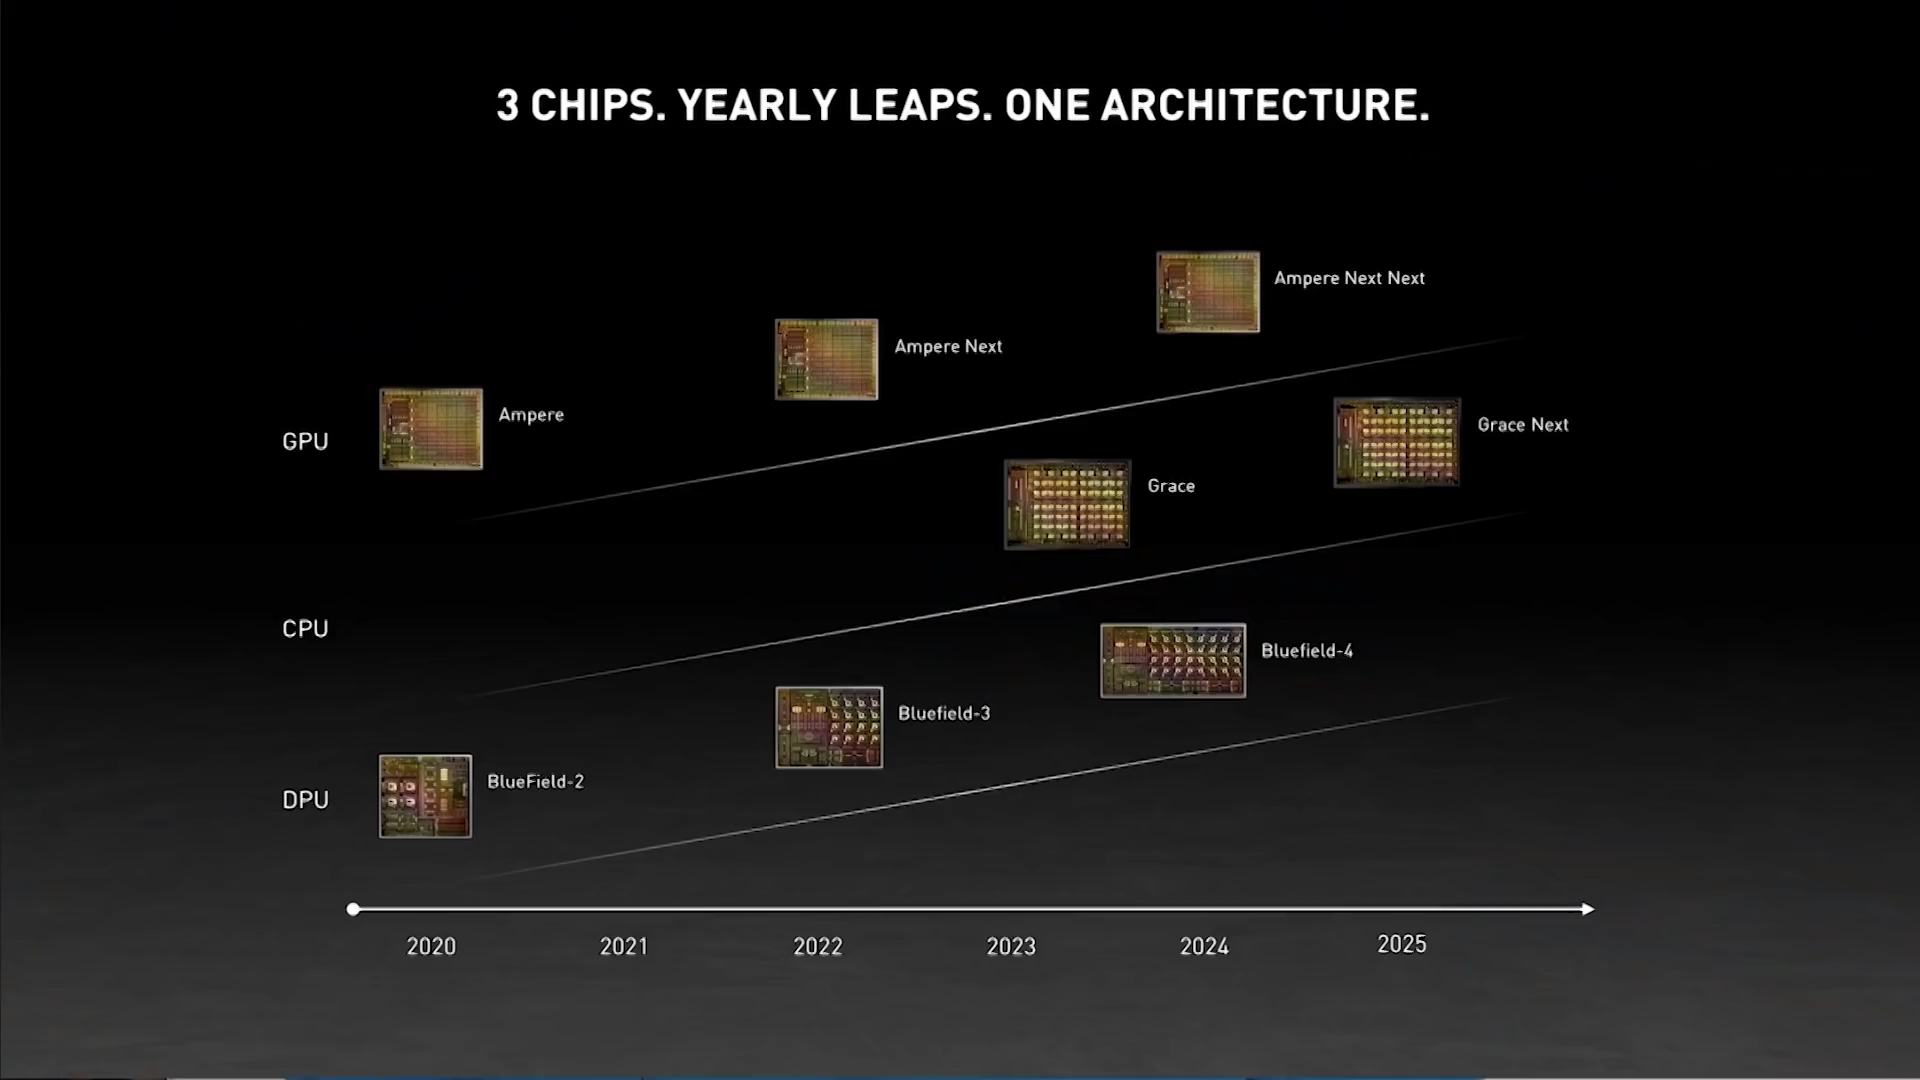 3 CHIPS. YEARLY LEAPS. ONE ARCHITECTURE.
Ampere Next Next
Ampere Next
Ampere
GPU
Grace Next
Grace
CPU
Bluefield-4
Bluefield-3
BlueField-2
DPU
2020 2021 2022 2023 2024 2025